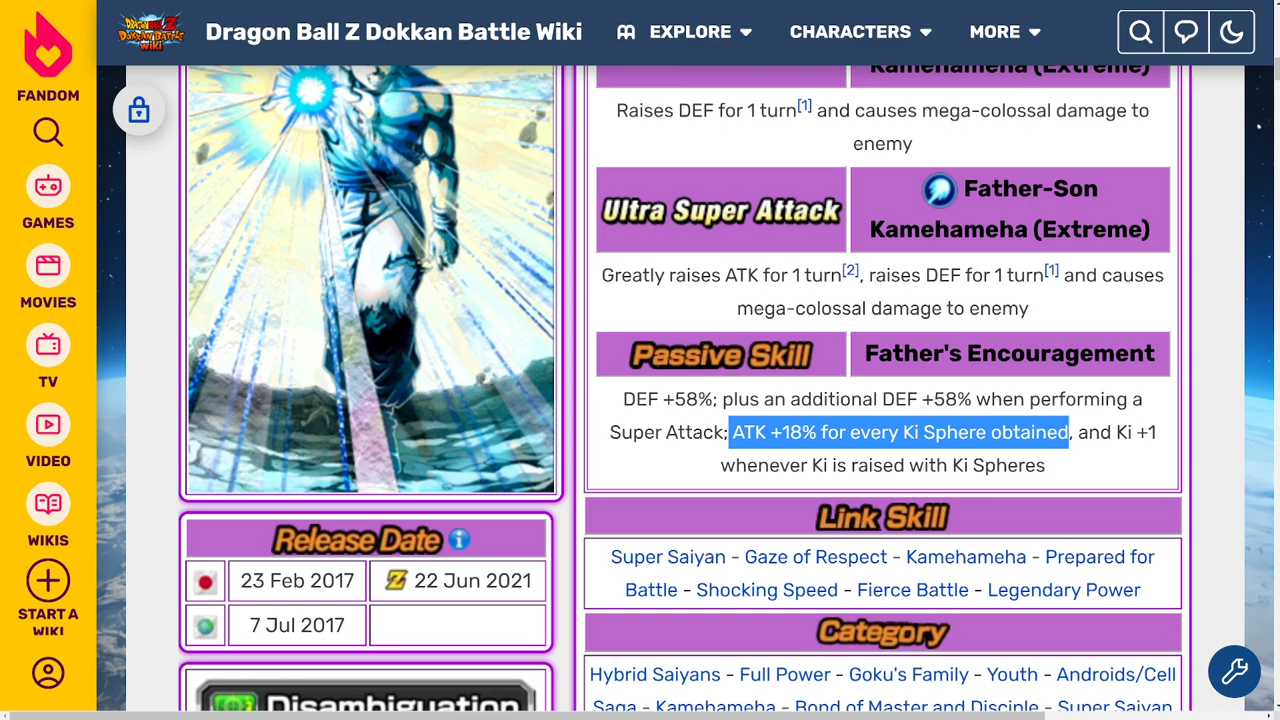 Dragon Ball Z Dokkan Battle Wiki
EXPLORE
CHARACTERS
MORE
FANDOM
GAMES
MOVIES
TV
VIDEO
WIKIS
START A
WIKI
Kamehameha (Extreme)
Raises DEF for 1 turn[1] and causes mega-colossal damage to
enemy
Ultra Super Attack
Father-Son
Kamehameha (Extreme)
Greatly raises ATK for 1 turn[2], raises DEF for 1 turn[1] and causes
mega-colossal damage to enemy
Passive Skill
Father's Encouragement
DEF +58%; plus an additional DEF +58% when performing a
Super Attack; ATK +18% for every Ki Sphere obtained, and Ki +1
whenever Ki is raised with Ki Spheres
Link Skill
Super Saiyan - Gaze of Respect - Kamehameha - Prepared for
Battle - Shocking Speed - Fierce Battle - Legendary Power
Category
Hybrid Saiyans - Full Power - Goku's Family - Youth - Androids/Cell
Saga - Kamehameha - Bond of Master and Disciple - Super Saiyan
Release Date
23 Feb 2017
Z 22 Jun 2021
7 Jul 2017
Disambiguation